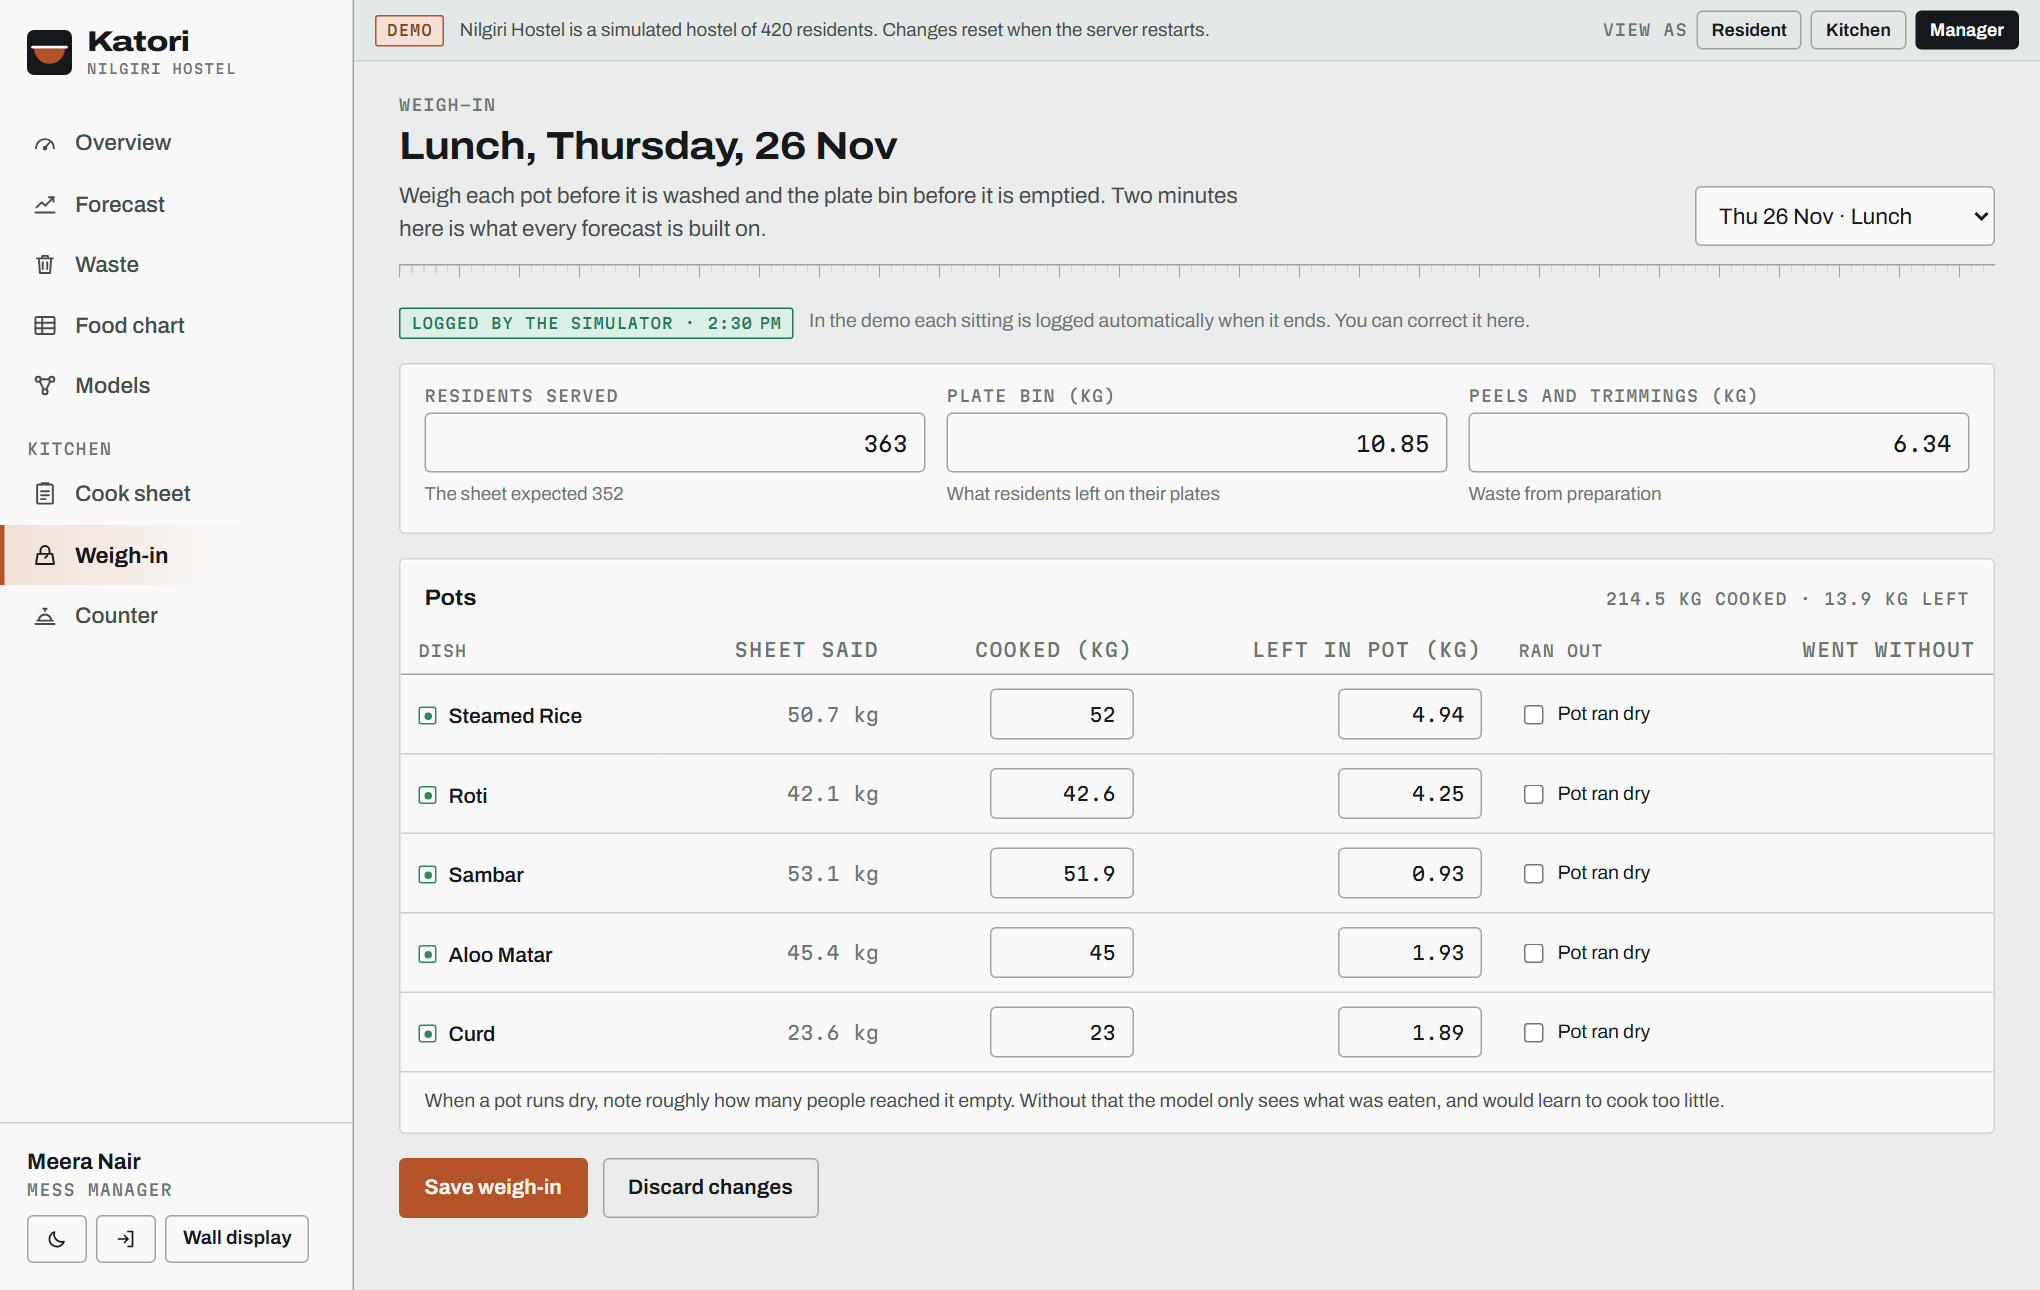 Katori
NILGIRI HOSTEL
Overview
Forecast
Waste
Food chart
Models
KITCHEN
Cook sheet
Weigh-in
Counter
Meera Nair
MESS MANAGER
Wall display
DEMO Nilgiri Hostel is a simulated hostel of 420 residents. Changes reset when the server restarts. VIEW AS Resident Kitchen Manager
WEIGH-IN
Lunch, Thursday, 26 Nov
Weigh each pot before it is washed and the plate bin before it is emptied. Two minutes
here is what every forecast is built on.
Thu 26 Nov · Lunch
LOGGED BY THE SIMULATOR · 2:30 PM In the demo each sitting is logged automatically when it ends. You can correct it here.
RESIDENTS SERVED PLATE BIN (KG) PEELS AND TRIMMINGS (KG)
363 10.85 6.34
The sheet expected 352 What residents left on their plates Waste from preparation
Pots 214.5 KG COOKED · 13.9 KG LEFT
DISH SHEET SAID COOKED (KG) LEFT IN POT (KG) RAN OUT WENT WITHOUT
Steamed Rice 50.7 kg 52 4.94 Pot ran dry
Roti 42.1 kg 42.6 4.25 Pot ran dry
Sambar 53.1 kg 51.9 0.93 Pot ran dry
Aloo Matar 45.4 kg 45 1.93 Pot ran dry
Curd 23.6 kg 23 1.89 Pot ran dry
When a pot runs dry, note roughly how many people reached it empty. Without that the model only sees what was eaten, and would learn to cook too little.
Save weigh-in Discard changes